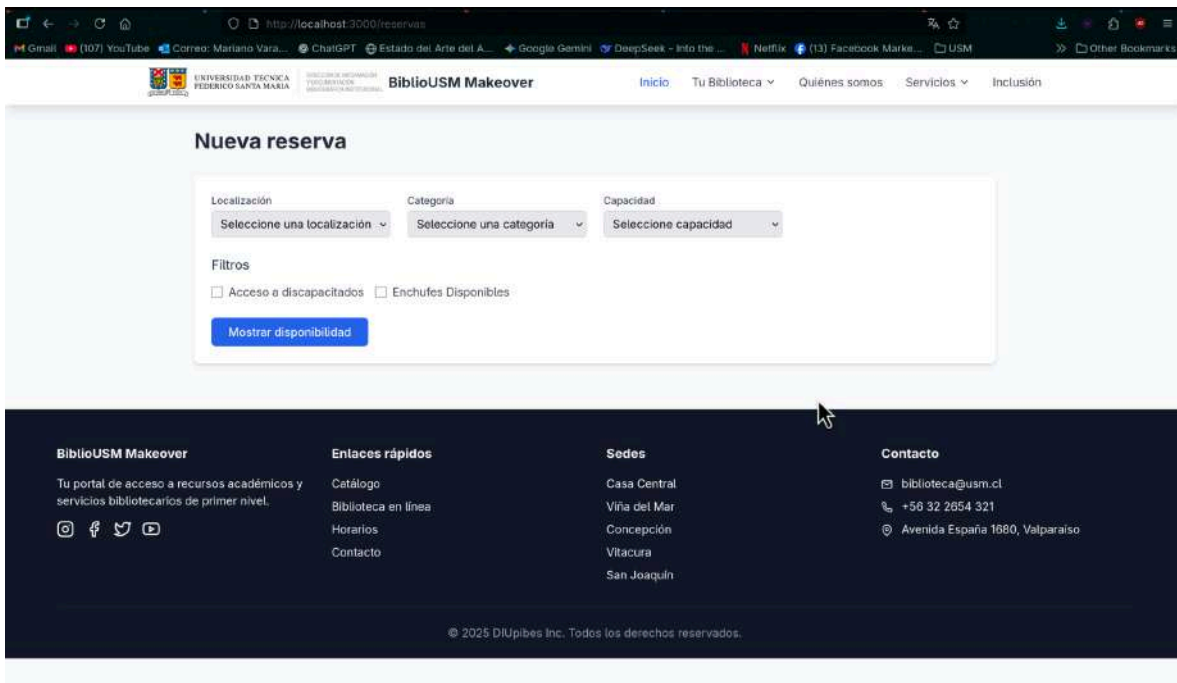 http://localhost:3000/reservas
Gmail (107) YouTube Correo: Mariano Vara... ChatGPT Estado del Arte del A... Google Gemini DeepSeek - Into the ... Netflix (13) Facebook Marke... USM Other Bookmarks
UNIVERSIDAD TECNICA
FEDERICO SANTA MARIA
BiblioUSM Makeover Inicio Tu Biblioteca Quiénes somos Servicios Inclusión
Nueva reserva
Localización Categoría Capacidad
Seleccione una localización Seleccione una categoría Seleccione capacidad
Filtros
Acceso a discapacitados Enchufes Disponibles
Mostrar disponibilidad
BiblioUSM Makeover Enlaces rápidos Sedes Contacto
Tu portal de acceso a recursos académicos y Catálogo Casa Central biblioteca@usm.cl
servicios bibliotecarios de primer nivel. Biblioteca en línea Viña del Mar +56 32 2654 321
Horarios Concepción Avenida España 1680, Valparaíso
Contacto Vitacura
San Joaquín
© 2025 DIUpibes Inc. Todos los derechos reservados.